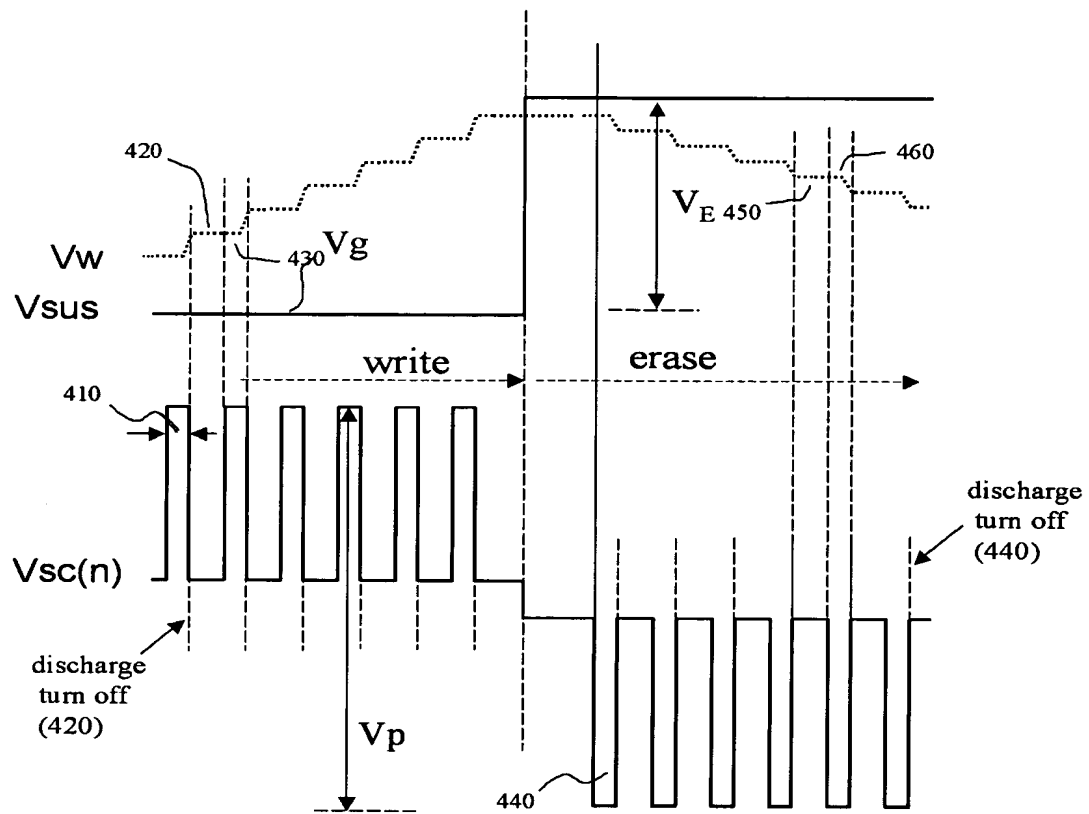 420
460
V_E 450
430 Vg
Vw
Vsus
write
erase
410
discharge
turn off
(440)
Vsc(n)
discharge
turn off
(420)
Vp
440